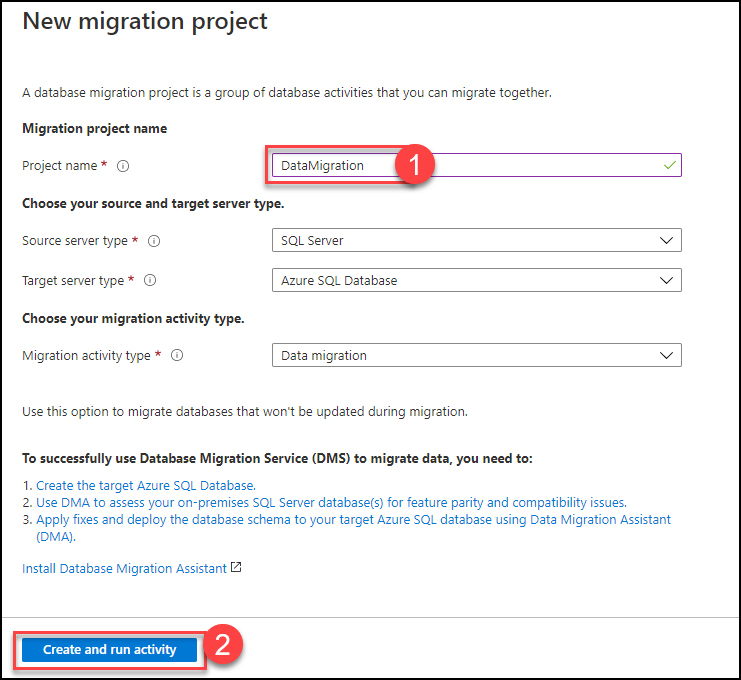 New migration project
A database migration project is a group of database activities that you can migrate together.
Migration project name
Project name *
DataMigration
1
Choose your source and target server type.
Source server type *
SQL Server
Target server type *
Azure SQL Database
Choose your migration activity type.
Migration activity type *
Data migration
Use this option to migrate databases that won't be updated during migration.
To successfully use Database Migration Service (DMS) to migrate data, you need to:
1. Create the target Azure SQL Database.
2. Use DMA to assess your on-premises SQL Server database(s) for feature parity and compatibility issues.
3. Apply fixes and deploy the database schema to your target Azure SQL database using Data Migration Assistant
(DMA).
Install Database Migration Assistant
Create and run activity
2